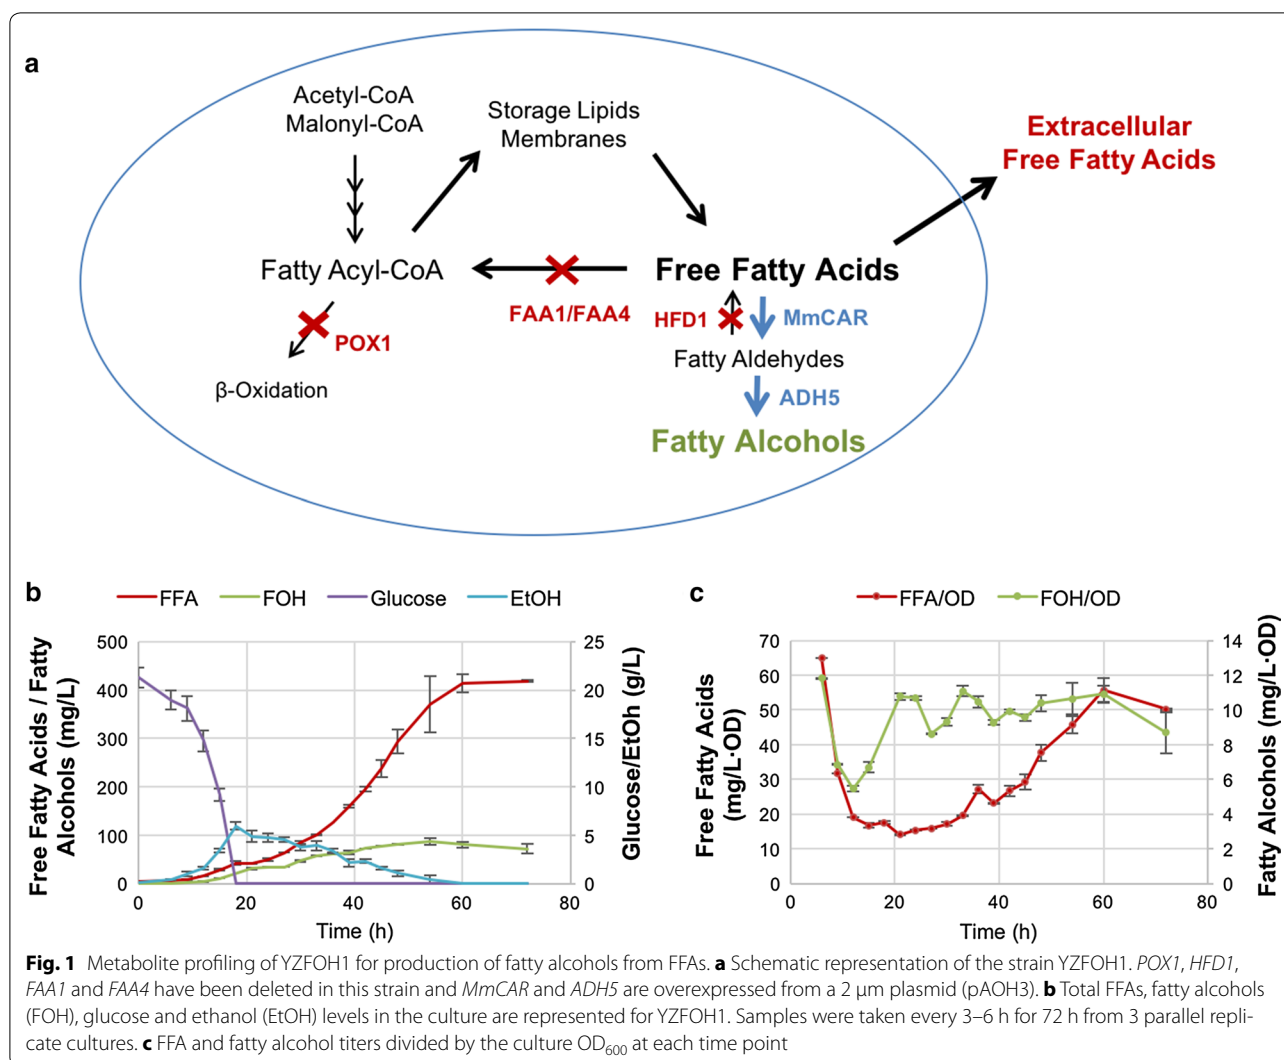 a
Acetyl-CoA
Malonyl-CoA
Storage Lipids
Membranes
Extracellular
Free Fatty Acids
Fatty Acyl-CoA
Free Fatty Acids
FAA1/FAA4
HFD1
MmCAR
POX1
Fatty Aldehydes
β-Oxidation
ADH5
Fatty Alcohols
b
FFA FOH Glucose EtOH
Free Fatty Acids / Fatty
Alcohols (mg/L)
500
400
300
200
100
0
25
20
15
10
5
0
Glucose/EtOh (g/L)
0 20 40 60 80
Time (h)
c
FFA/OD FOH/OD
Free Fatty Acids
(mg/L·OD)
70
60
50
40
30
20
10
0
14
12
10
8
6
4
2
0
Fatty Alcohols (mg/L·OD)
0 20 40 60 80
Time (h)
Fig. 1 Metabolite profiling of YZFOH1 for production of fatty alcohols from FFAs. a Schematic representation of the strain YZFOH1. POX1, HFD1,
FAA1 and FAA4 have been deleted in this strain and MmCAR and ADH5 are overexpressed from a 2 μm plasmid (pAOH3). b Total FFAs, fatty alcohols
(FOH), glucose and ethanol (EtOH) levels in the culture are represented for YZFOH1. Samples were taken every 3–6 h for 72 h from 3 parallel repli-
cate cultures. c FFA and fatty alcohol titers divided by the culture OD600 at each time point